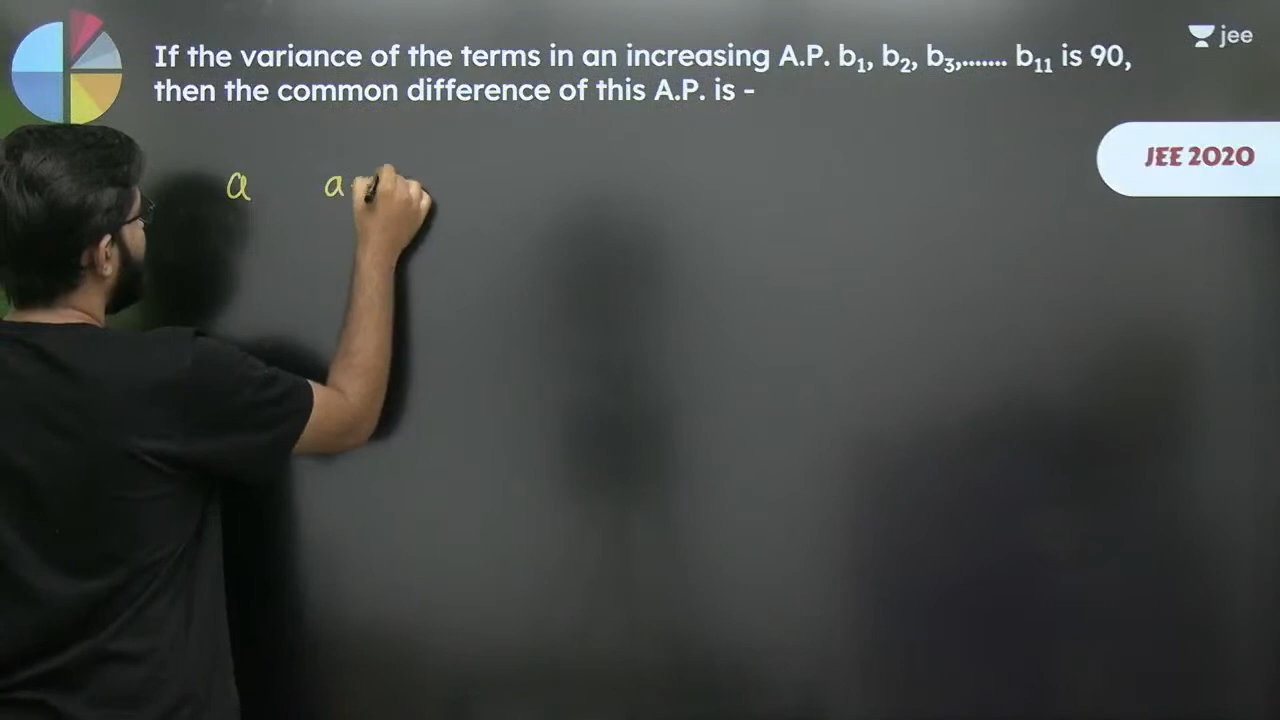 If the variance of the terms in an increasing A.P. b₁, b₂, b₃,....... b₁₁ is 90,
then the common difference of this A.P. is -
jee
JEE 2020
a a